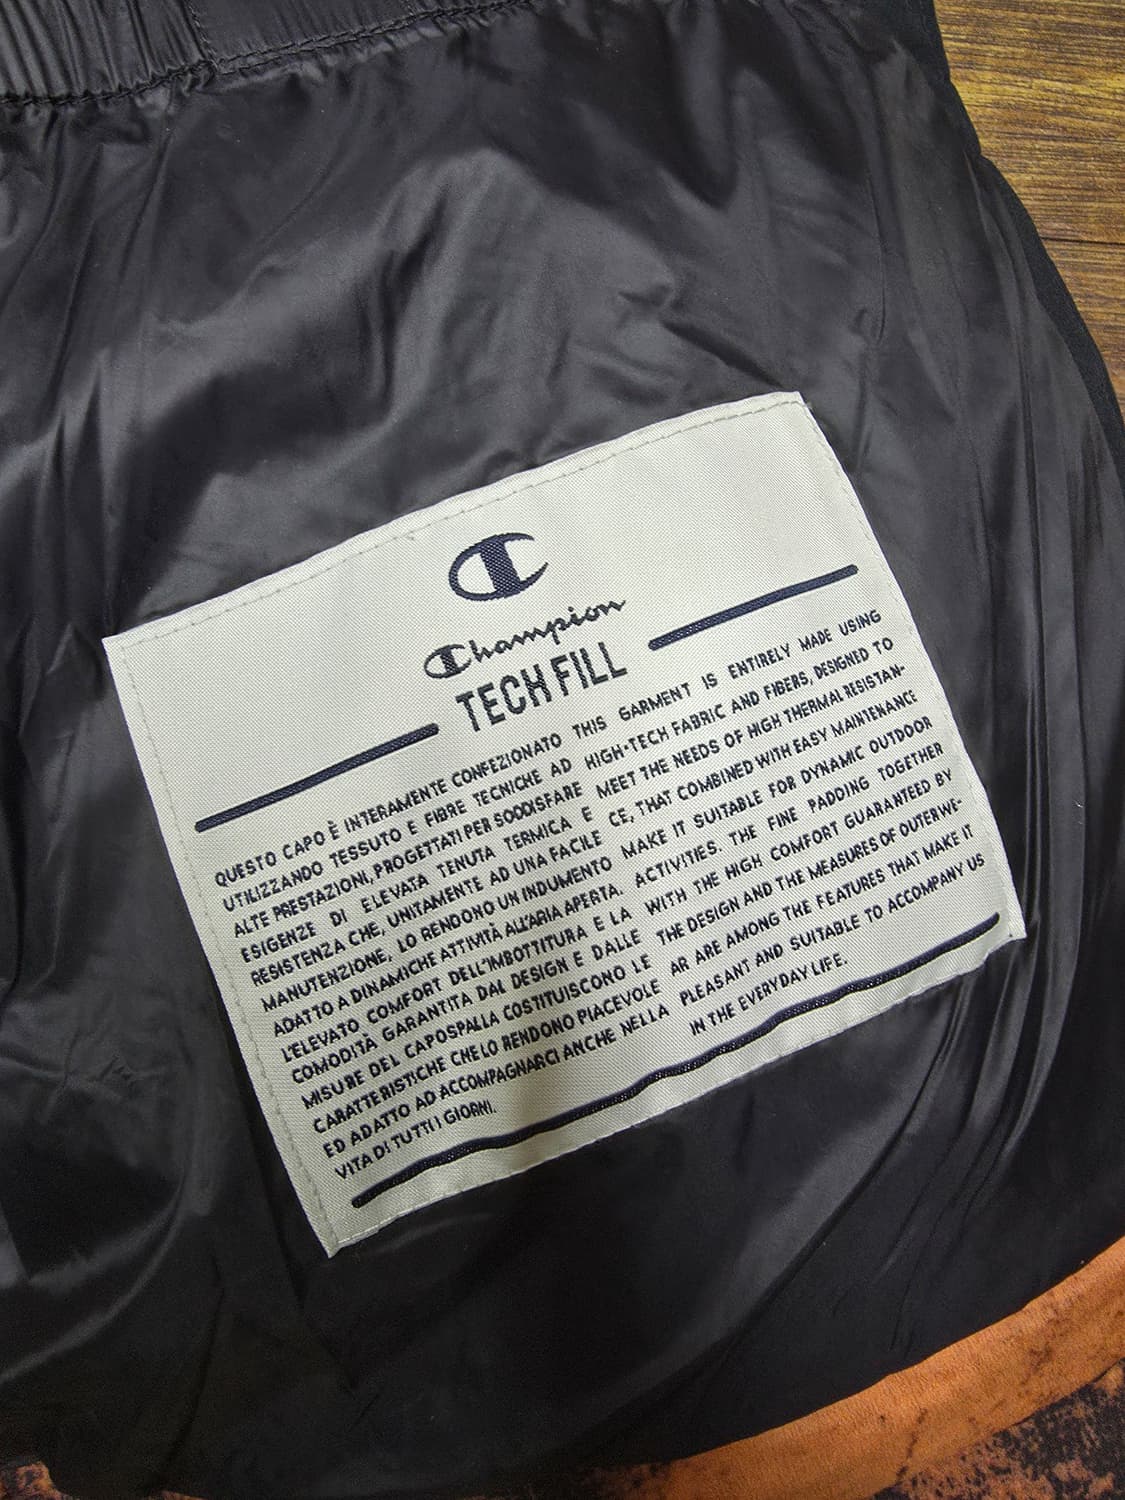 Champion
TECH FILL
QUESTO CAPO È INTERAMENTE CONFEZIONATO
UTILIZZANDO TESSUTO E FIBRE TECNICHE AD
ALTE PRESTAZIONI, PROGETTATI PER SODDISFARE
ESIGENZE DI ELEVATA TENUTA TERMICA E
RESISTENZA CHE, UNITAMENTE AD UNA FACILE
MANUTENZIONE, LO RENDONO UN INDUMENTO
ADATTO A DINAMICHE ATTIVITÀ ALL'ARIA APERTA.
L'ELEVATO COMFORT DELL'IMBOTTITURA E LA
COMODITÀ GARANTITA DAL DESIGN E DALLE
MISURE DEL CAPOSPALLA COSTITUISCONO LE
CARATTERISTICHE CHE LO RENDONO PIACEVOLE
ED ADATTO AD ACCOMPAGNARCI ANCHE NELLA
VITA DI TUTTI I GIORNI.
THIS GARMENT IS ENTIRELY MADE USING
HIGH-TECH FABRIC AND FIBERS, DESIGNED TO
MEET THE NEEDS OF HIGH THERMAL RESISTAN-
CE, THAT COMBINED WITH EASY MAINTENANCE
MAKE IT SUITABLE FOR DYNAMIC OUTDOOR
ACTIVITIES. THE FINE PADDING TOGETHER
WITH THE HIGH COMFORT GUARANTEED BY
THE DESIGN AND THE MEASURES OF OUTERWE-
AR ARE AMONG THE FEATURES THAT MAKE IT
PLEASANT AND SUITABLE TO ACCOMPANY US
IN THE EVERYDAY LIFE.